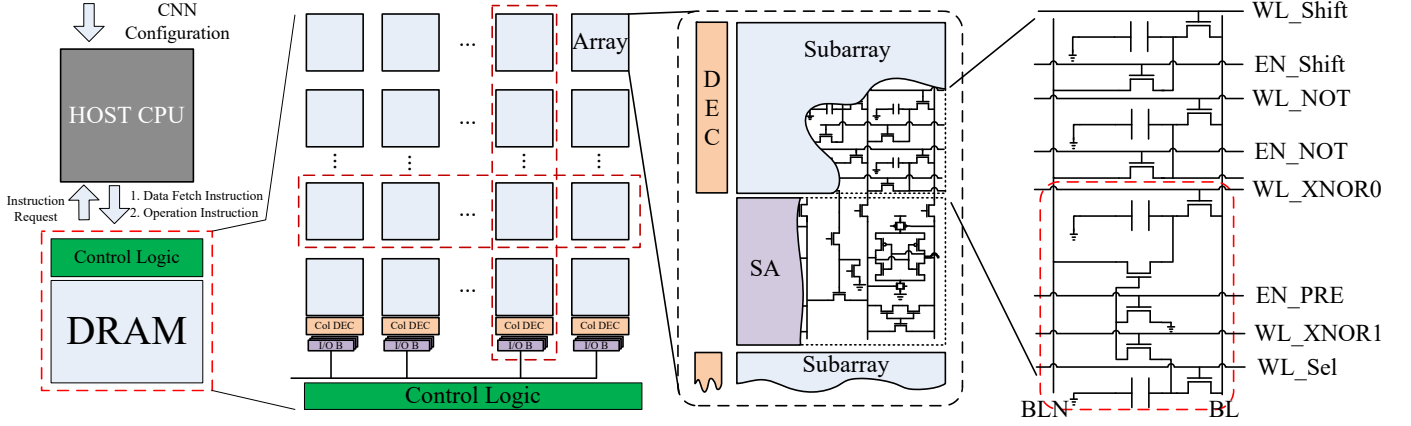 CNN
Configuration
HOST CPU
Instruction
Request
1. Data Fetch Instruction
2. Operation Instruction
Control Logic
DRAM
...
Array
...
...
...
Col DEC
Col DEC
Col DEC
Col DEC
I/O B
I/O B
I/O B
I/O B
Control Logic
D
E
C
Subarray
SA
Subarray
WL_Shift
EN_Shift
WL_NOT
EN_NOT
WL_XNOR0
EN_PRE
WL_XNOR1
WL_Sel
BLN
BL